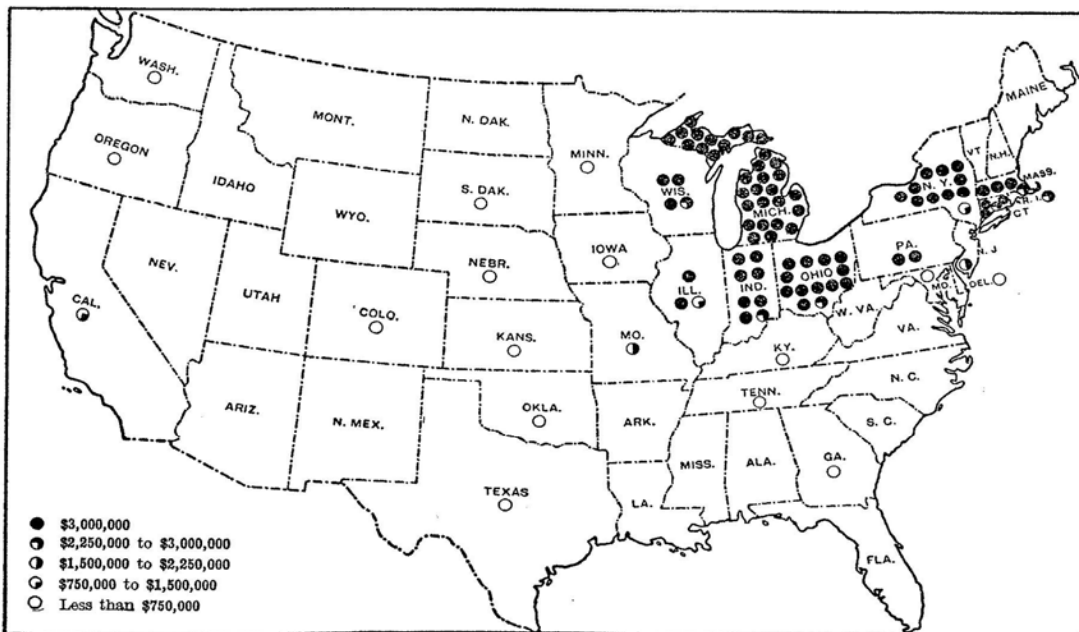 WASH.
MONT.
N. DAK.
MINN.
MAINE
OREGON
IDAHO
S. DAK.
WIS.
MICH.
VT
N.H.
N. Y.
MASS.
R. I.
CT
WYO.
IOWA
NEBR.
NEV.
UTAH
COLO.
CAL.
ILL.
IND.
OHIO
PA.
N. J
MD.
DEL.
W. VA.
VA.
KANS.
MO.
KY.
N. C.
TENN.
ARIZ.
N. MEX.
OKLA.
ARK.
S. C.
MISS.
ALA.
GA.
TEXAS
LA.
FLA.
$3,000,000
$2,250,000 to $3,000,000
$1,500,000 to $2,250,000
$750,000 to $1,500,000
Less than $750,000